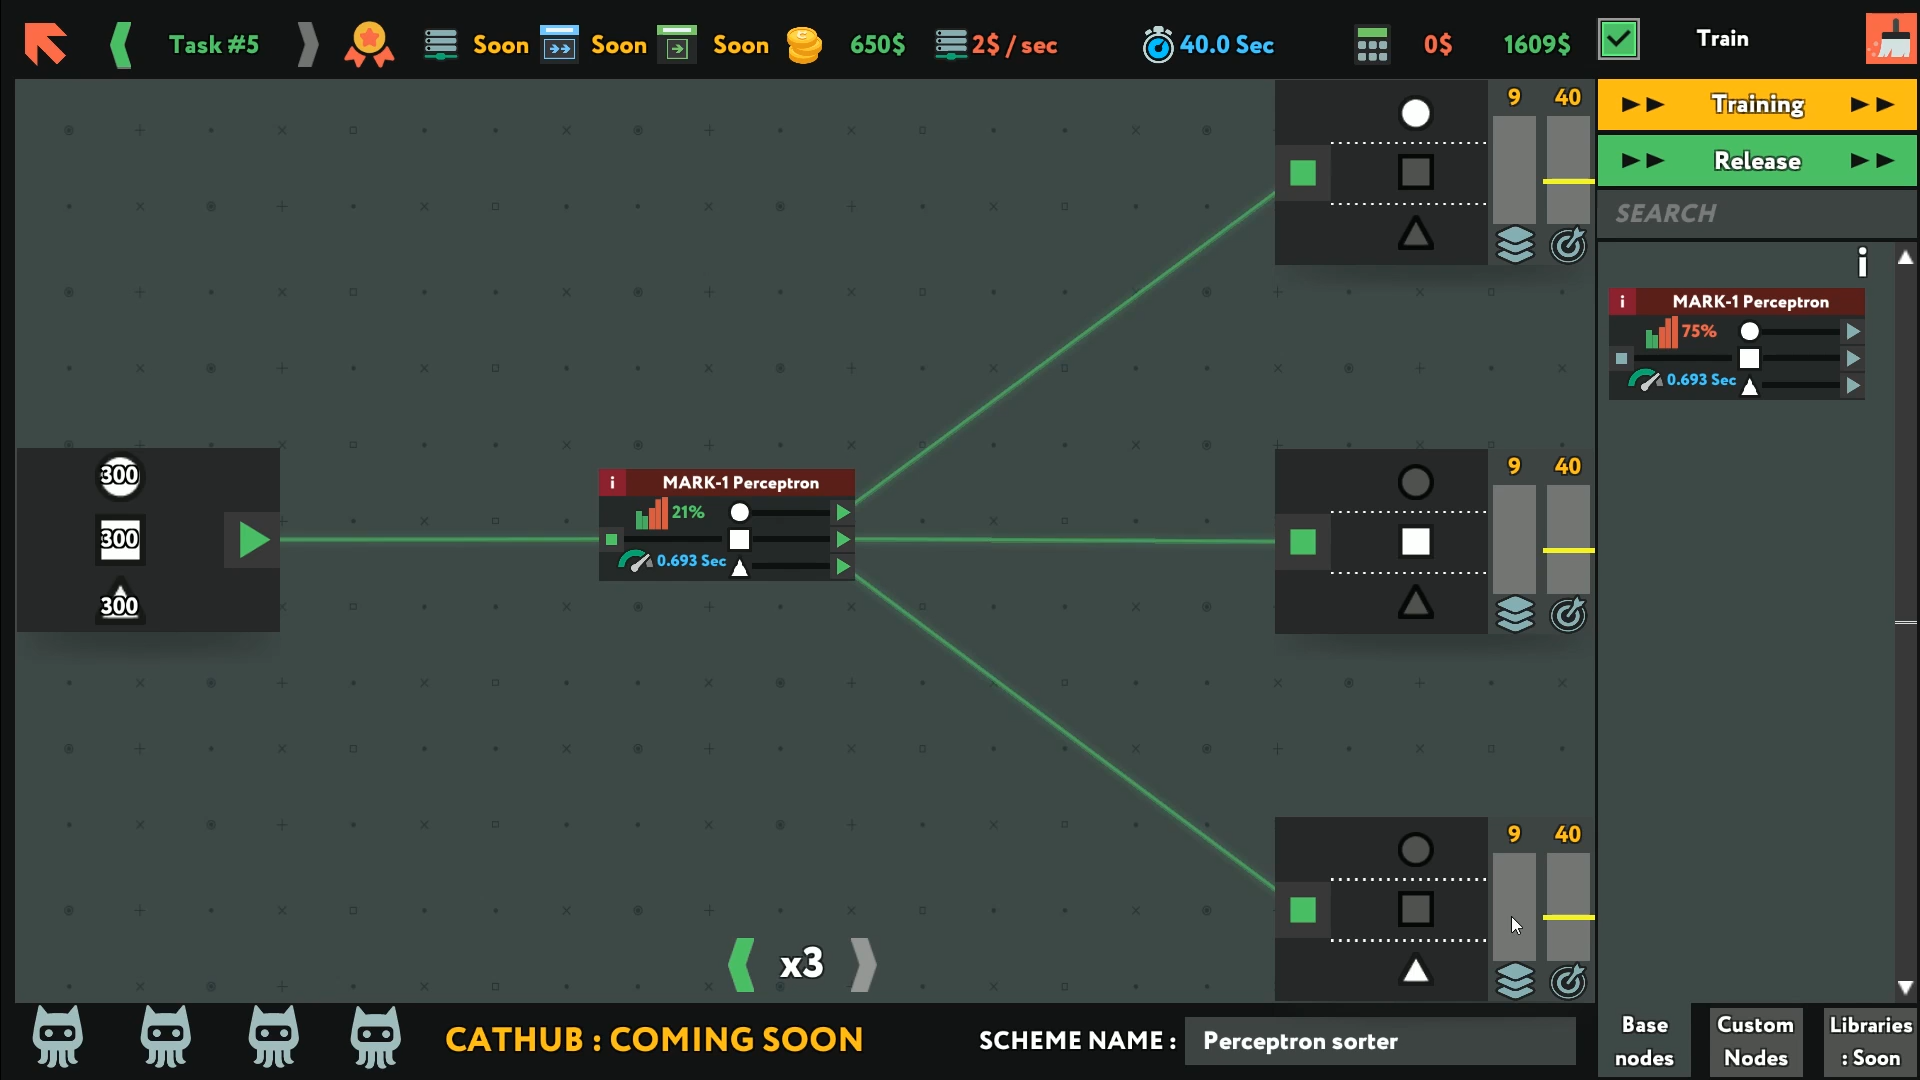 Task #5
Soon
Soon
Soon
650$
2$ / sec
40.0 Sec
0$
1609$
Train
Training
Release
SEARCH
i
i MARK-1 Perceptron
75%
0.693 Sec
9 40
300
300
300
i MARK-1 Perceptron
21%
0.693 Sec
9 40
9 40
x3
CATHUB : COMING SOON
SCHEME NAME : Perceptron sorter
Base
nodes
Custom
Nodes
Libraries
: Soon